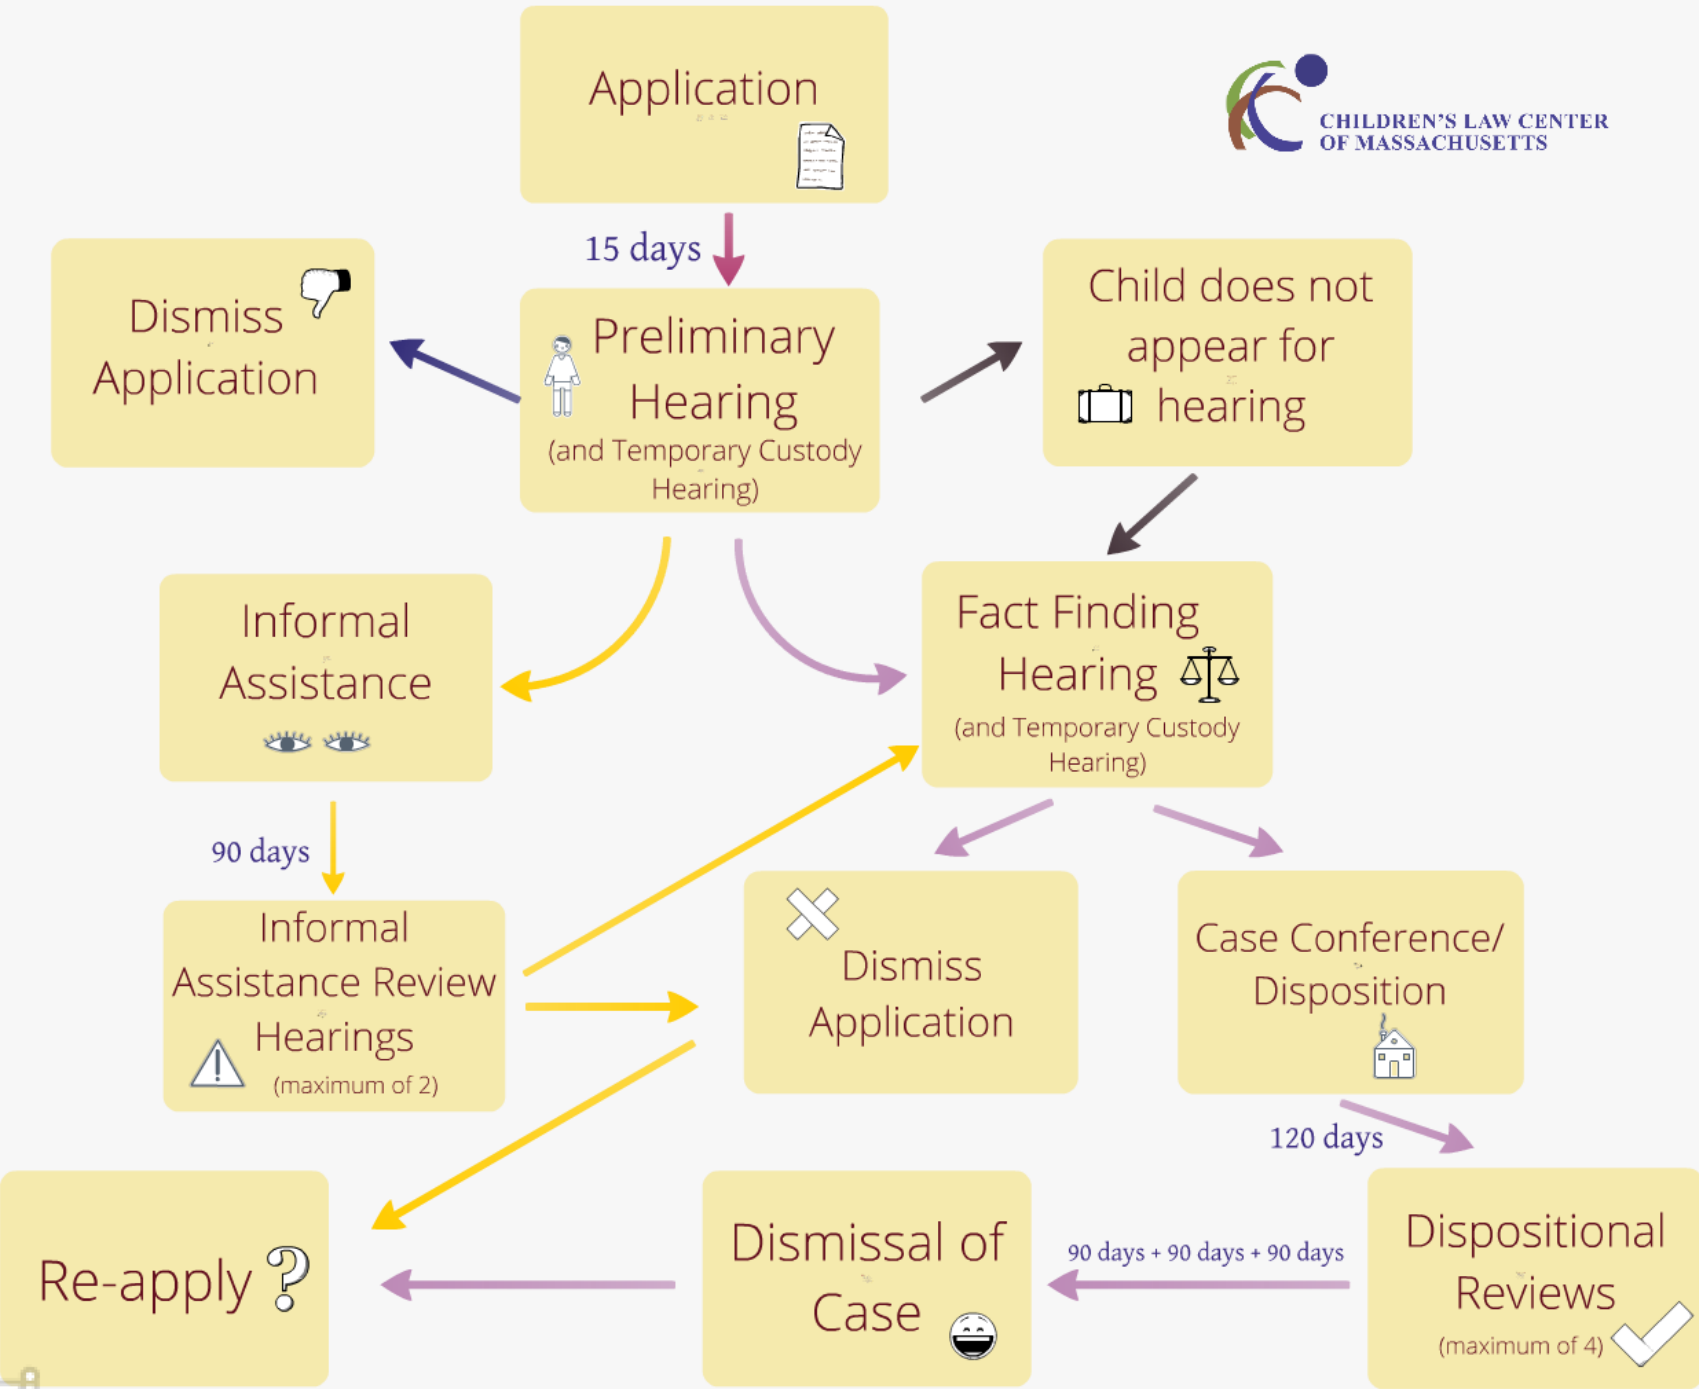 Application
CHILDREN'S LAW CENTER
OF MASSACHUSETTS
15 days
Dismiss
Application
Preliminary
Hearing
(and Temporary Custody
Hearing)
Child does not
appear for
hearing
Informal
Assistance
Fact Finding
Hearing
(and Temporary Custody
Hearing)
90 days
Informal
Assistance Review
Hearings
(maximum of 2)
Dismiss
Application
Case Conference/
Disposition
120 days
Re-apply ?
Dismissal of
Case
90 days + 90 days + 90 days
Dispositional
Reviews
(maximum of 4)